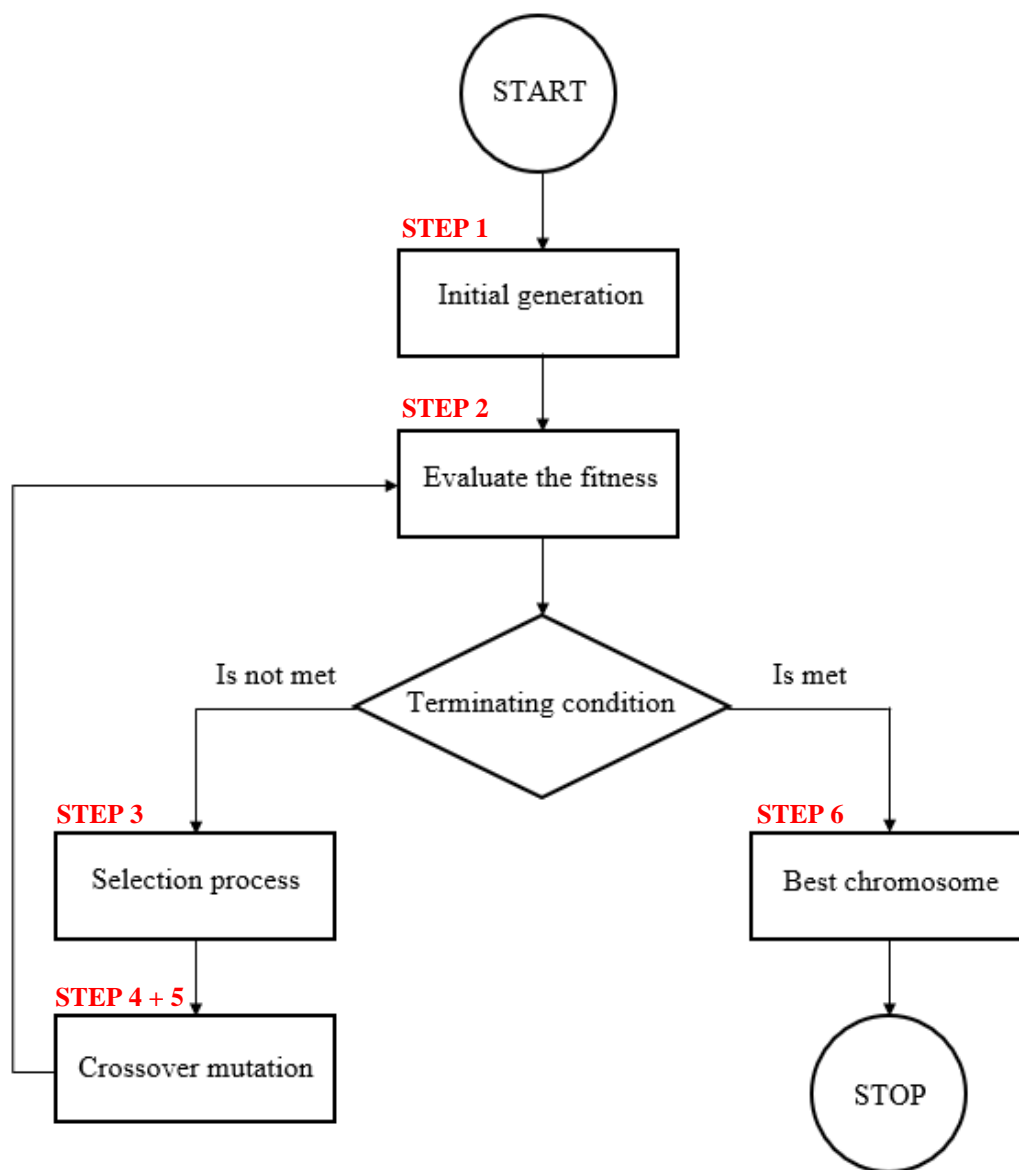 START
STEP 1
Initial generation
STEP 2
Evaluate the fitness
Is not met
Terminating condition
Is met
STEP 3
Selection process
STEP 6
Best chromosome
STEP 4 + 5
Crossover mutation
STOP